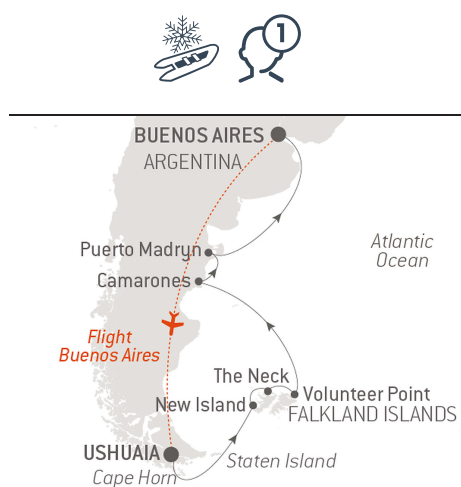 1
BUENOS AIRES
ARGENTINA
Atlantic
Ocean
Puerto Madryn
Camarones
Flight
Buenos Aires
The Neck
Volunteer Point
New Island
FALKLAND ISLANDS
USHUAIA
Staten Island
Cape Horn